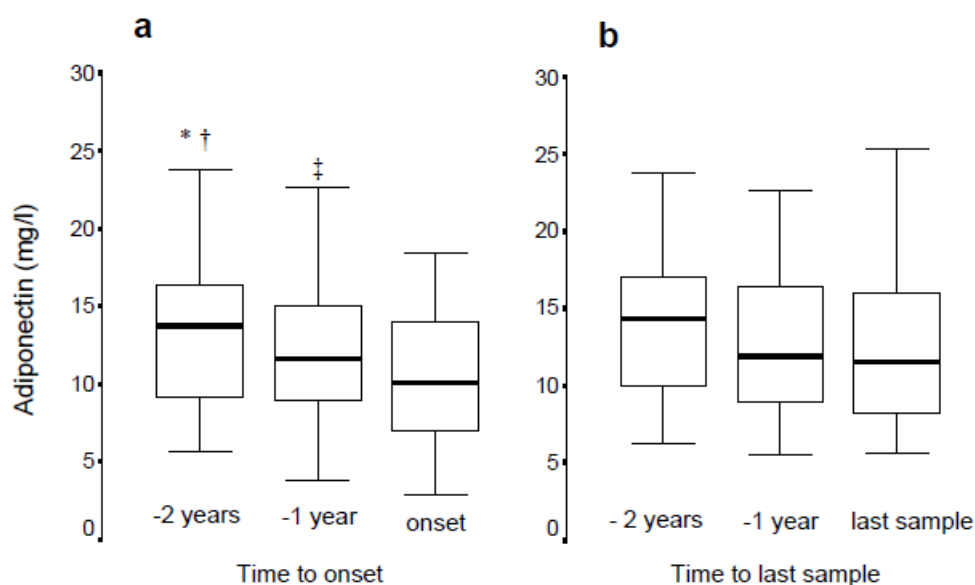 a
b
Adiponectin (mg/l)
30
25
20
15
10
5
0
* †
‡
-2 years
-1 year
onset
Time to onset
30
25
20
15
10
5
0
- 2 years
-1 year
last sample
Time to last sample